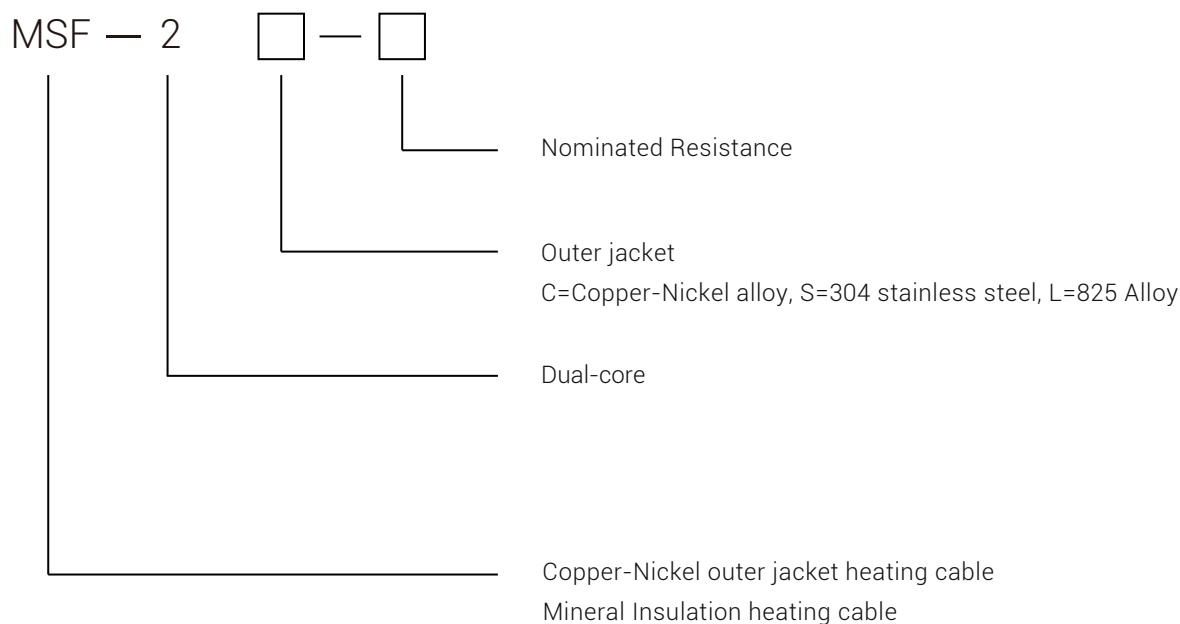 MSF — 2 □ — □
Nominated Resistance
Outer jacket
C=Copper-Nickel alloy, S=304 stainless steel, L=825 Alloy
Dual-core
Copper-Nickel outer jacket heating cable
Mineral Insulation heating cable